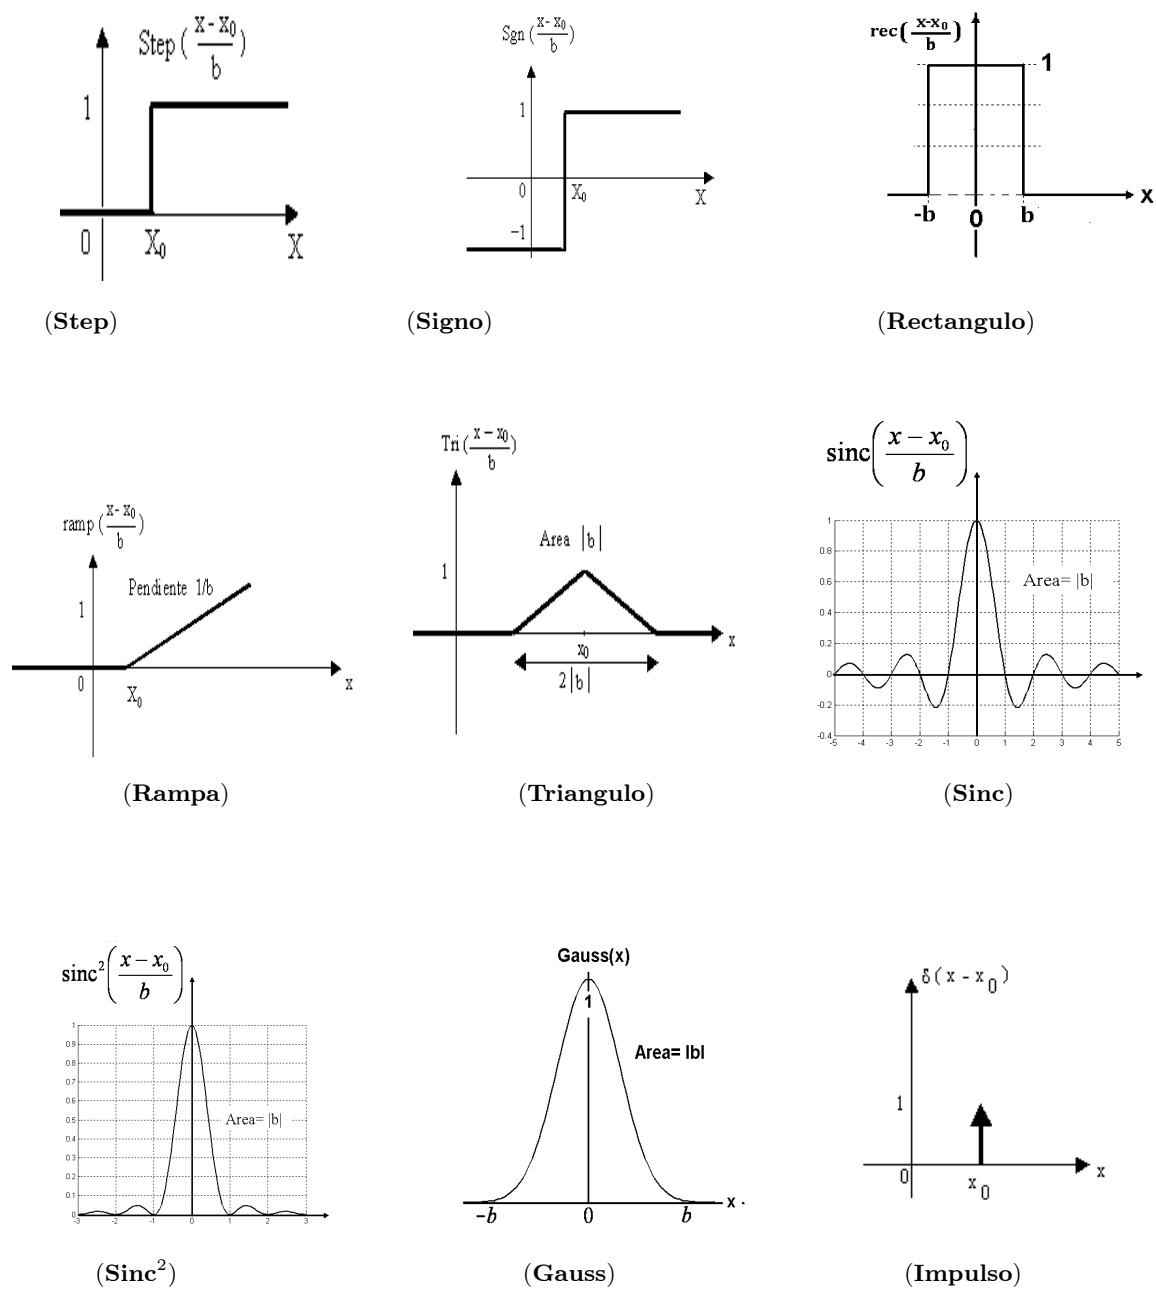 Step ( x - x0 / b )
1
0
X0
X
(Step)
Sgn ( x- x0 / b )
1
0
X0
X
-1
(Signo)
rec( x-x0 / b )
1
-b
0
b
x
(Rectangulo)
ramp ( x- x0 / b )
Pendiente 1/b
1
0
X0
x
(Rampa)
Tri ( x - x0 / b )
Area |b|
1
x0
x
2|b|
(Triangulo)
sinc( x - x0 / b )
1
0.8
Area= |b|
0.6
0.4
0.2
0
-0.2
-0.4
-5 -4 -3 -2 -1 0 1 2 3 4 5
(Sinc)
sinc2( x - x0 / b )
1
0.9
0.8
0.7
0.6
0.5
Area= |b|
0.4
0.3
0.2
0.1
0
-3 -2 -1 0 1 2 3
(Sinc2)
Gauss(x)
1
Area= lbl
x
-b 0 b
(Gauss)
δ(x - x0)
1
0
x0
x
(Impulso)